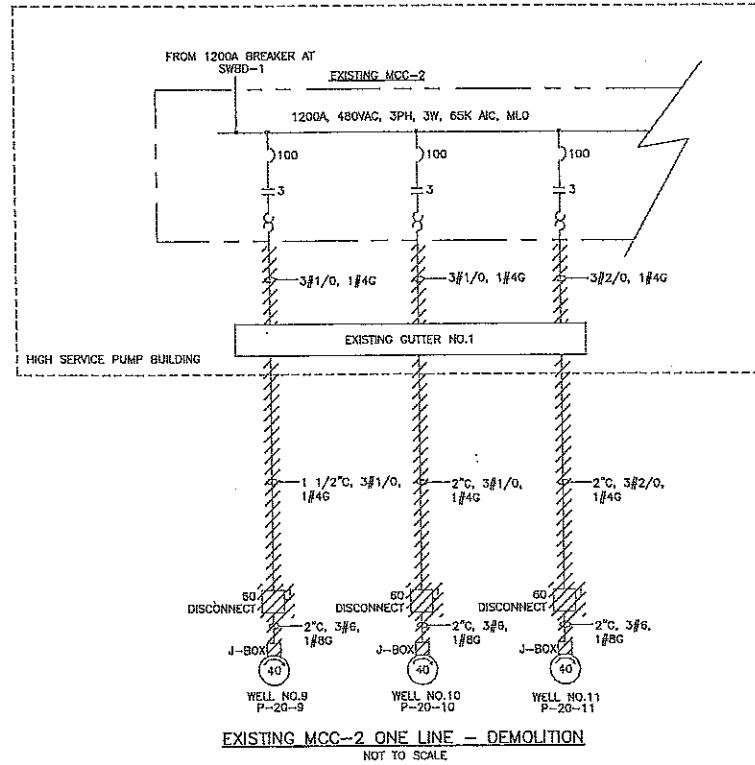 FROM 1200A BREAKER AT
SWBD-1
EXISTING MCC-2
1200A, 480VAC, 3PH, 3W, 65K AIC, MLO
100
100
100
3
3
3
3#1/0, 1#4G
3#1/0, 1#4G
3#2/0, 1#4G
EXISTING GUTTER NO.1
HIGH SERVICE PUMP BUILDING
1 1/2"C, 3#1/0,
1#4G
2"C, 3#1/0,
1#4G
2"C, 3#2/0,
1#4G
60
DISCONNECT
60
DISCONNECT
60
DISCONNECT
2"C, 3#6,
1#8G
2"C, 3#6,
1#8G
2"C, 3#6,
1#8G
J-BOX
J-BOX
J-BOX
40
40
40
WELL NO.9
P-20-9
WELL NO.10
P-20-10
WELL NO.11
P-20-11
EXISTING MCC-2 ONE LINE - DEMOLITION
NOT TO SCALE